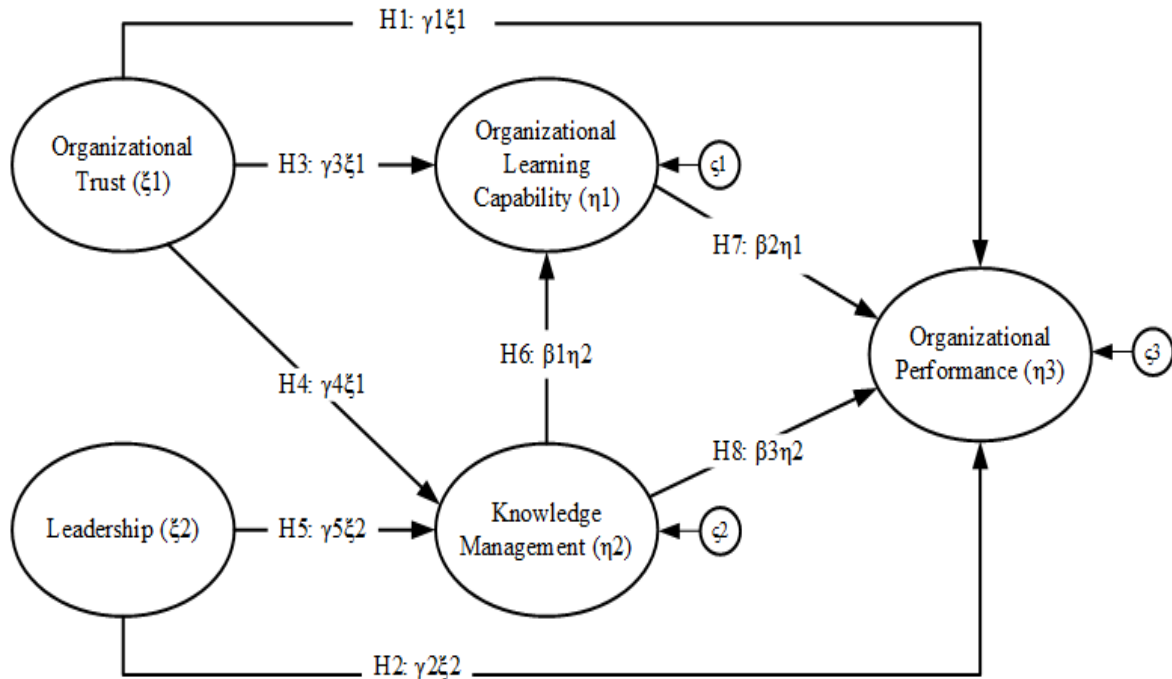 H1: γ1ξ1
Organizational
Trust (ξ1)
H3: γ3ξ1
Organizational
Learning
Capability (η1)
ς1
H7: β2η1
H4: γ4ξ1
H6: β1η2
Organizational
Performance (η3)
ς3
H8: β3η2
Leadership (ξ2)
H5: γ5ξ2
Knowledge
Management (η2)
ς2
H2: γ2ξ2